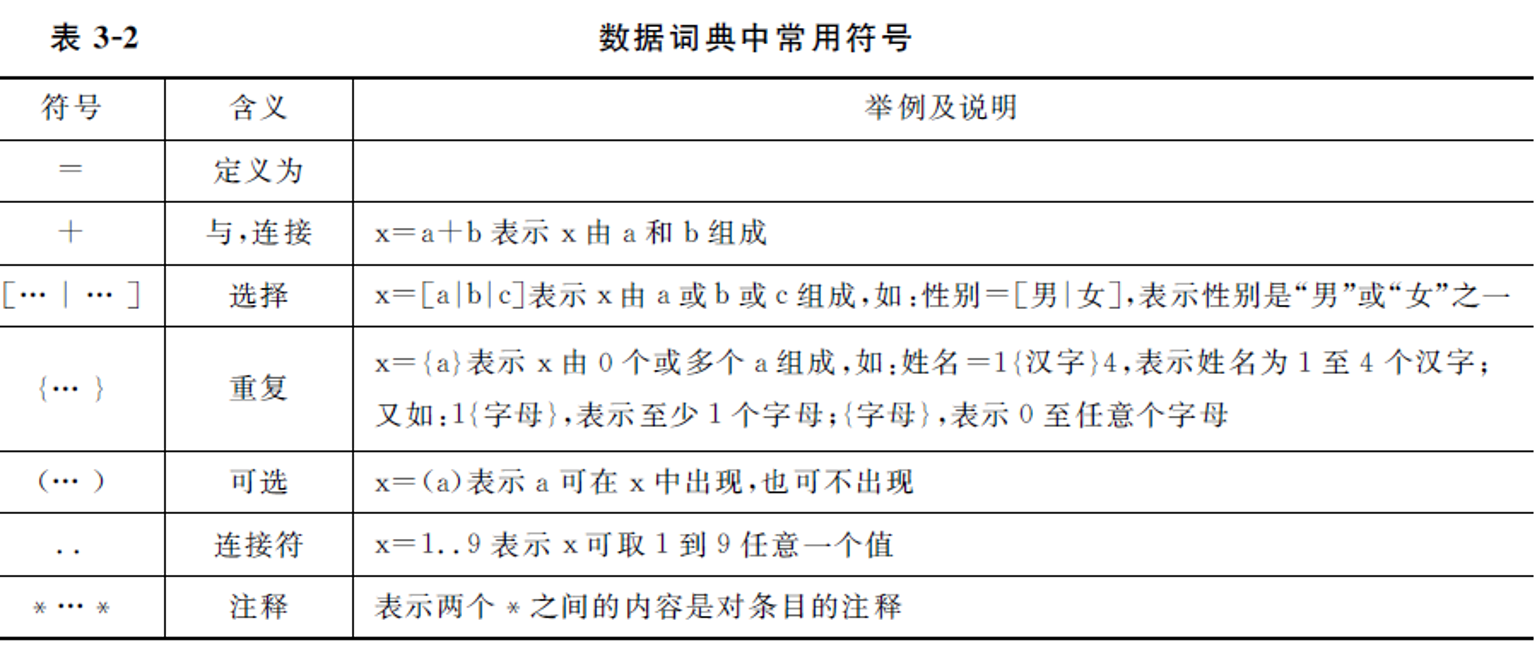 表 3-2 数据词典中常用符号
符号 含义 举例及说明
= 定义为
+ 与,连接 x=a+b 表示 x 由 a 和 b 组成
[… | … ] 选择 x=[a|b|c]表示 x 由 a 或 b 或 c 组成,如:性别=[男|女],表示性别是“男”或“女”之一
{… } 重复 x={a}表示 x 由 0 个或多个 a 组成,如:姓名=1{汉字}4,表示姓名为 1 至 4 个汉字;
又如:1{字母},表示至少 1 个字母;{字母},表示 0 至任意个字母
(… ) 可选 x=(a)表示 a 可在 x 中出现,也可不出现
.. 连接符 x=1..9 表示 x 可取 1 到 9 任意一个值
*…* 注释 表示两个 * 之间的内容是对条目的注释